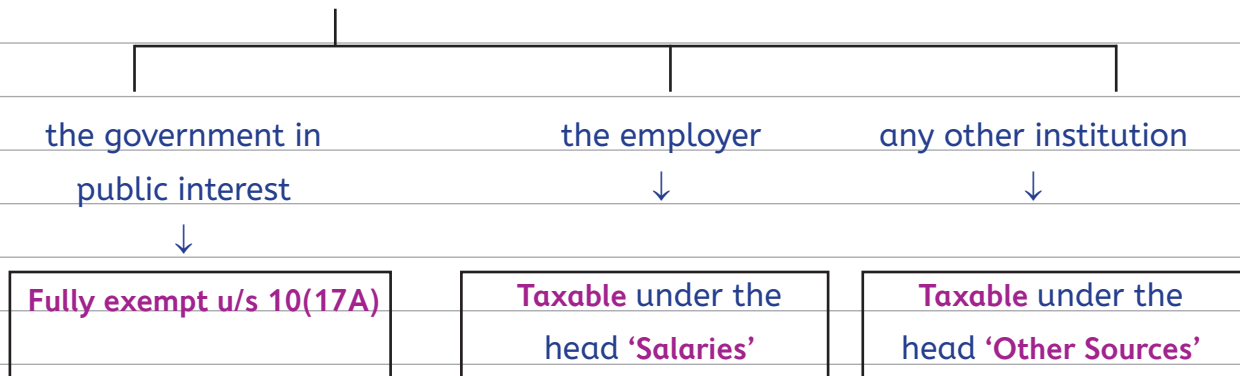 the government in
public interest
↓
Fully exempt u/s 10(17A)
the employer
↓
Taxable under the
head ‘Salaries’
any other institution
↓
Taxable under the
head ‘Other Sources’